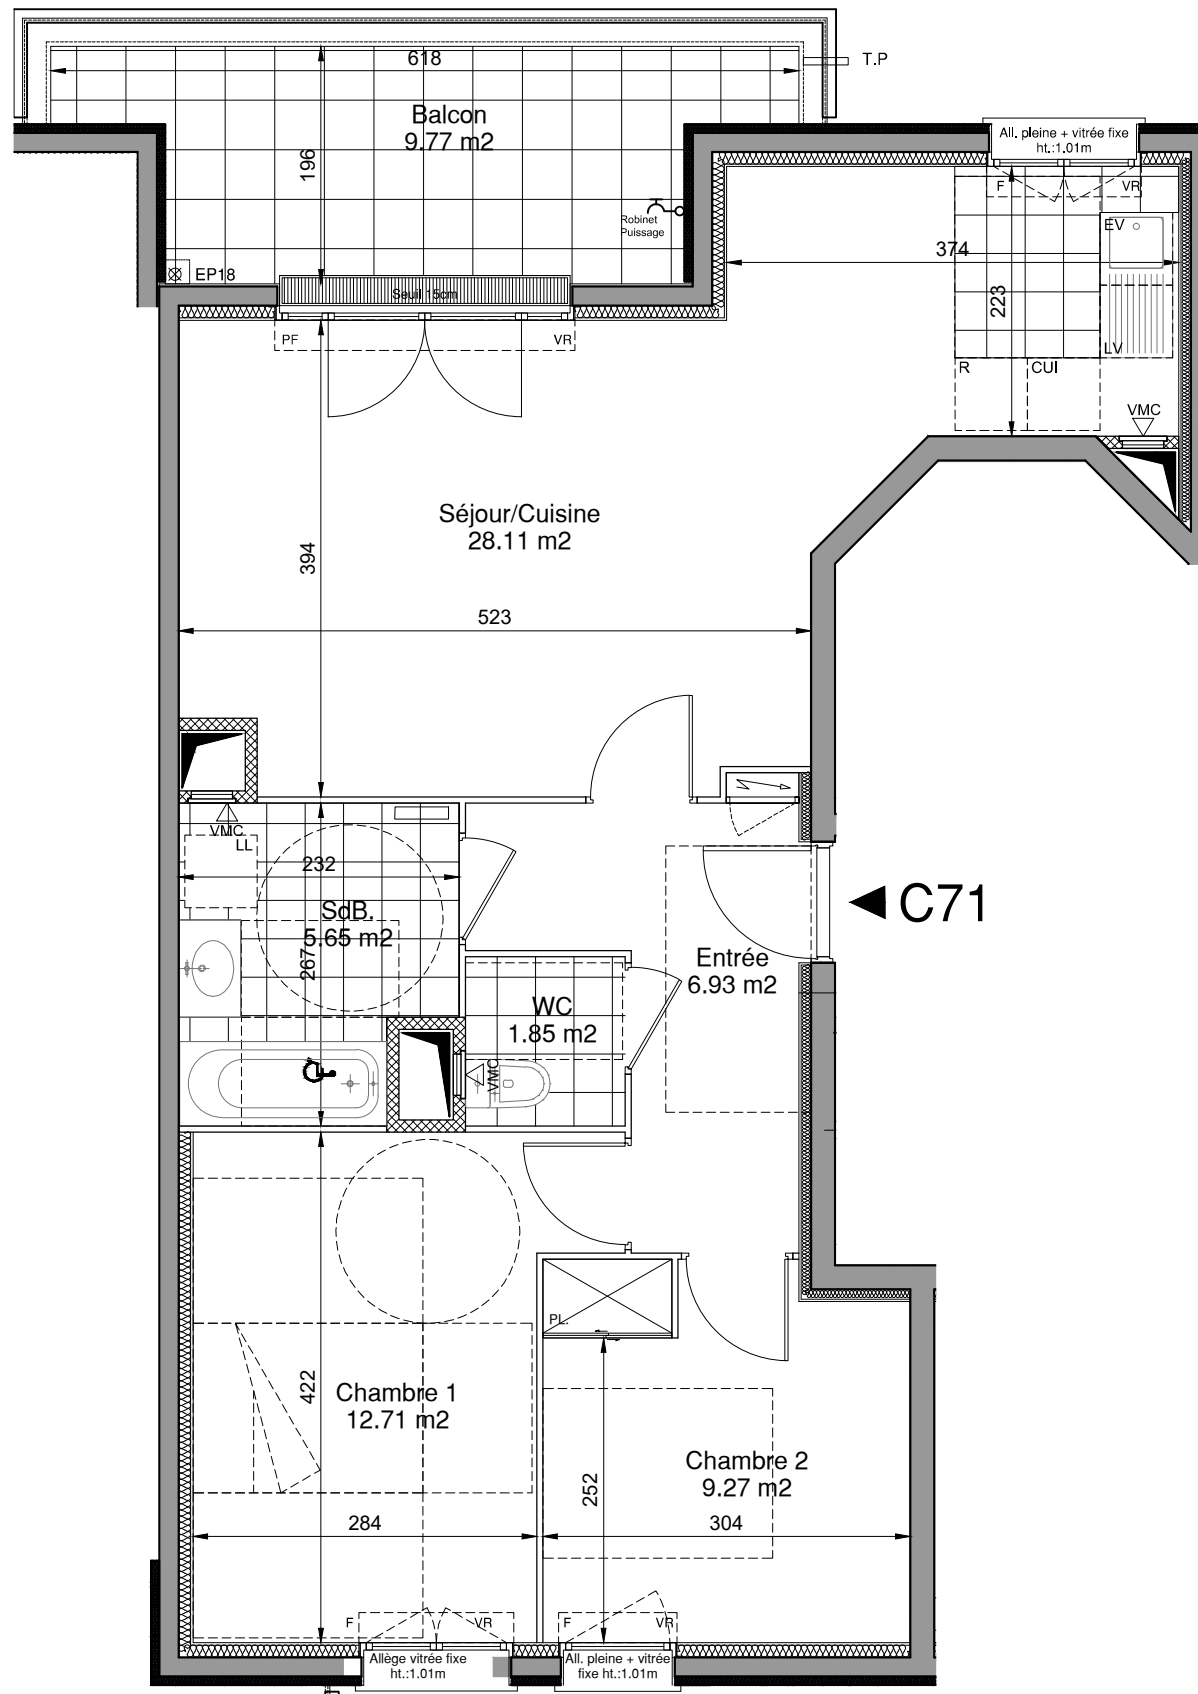 618
T.P
Balcon
9.77 m2
196
All. pleine + vitrée fixe
ht.:1.01m
F
VR
Robinet
Puissage
EV
374
EP18
Seuil 15cm
223
PF
VR
LV
R
CUI
VMC
Séjour/Cuisine
28.11 m2
394
523
VMC
LL
232
SdB.
5.65 m2
267
C71
Entrée
6.93 m2
WC
1.85 m2
VMC
PL.
422
Chambre 1
12.71 m2
Chambre 2
9.27 m2
252
284
304
F
VR
F
VR
Allège vitrée fixe
ht.:1.01m
All. pleine + vitrée
fixe ht.:1.01m